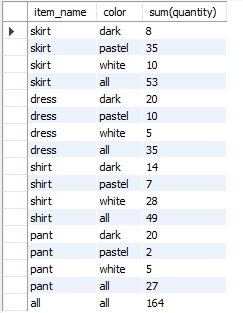 item_name color sum(quantity)
skirt dark 8
skirt pastel 35
skirt white 10
skirt all 53
dress dark 20
dress pastel 10
dress white 5
dress all 35
shirt dark 14
shirt pastel 7
shirt white 28
shirt all 49
pant dark 20
pant pastel 2
pant white 5
pant all 27
all all 164